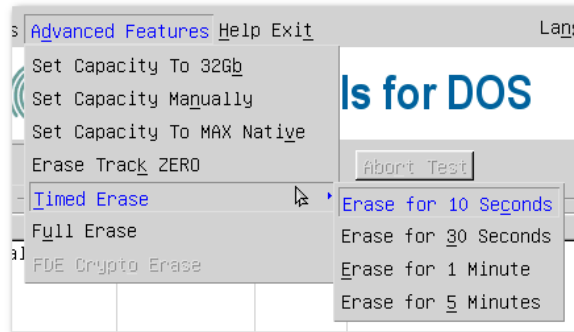 s Advanced Features Help Exit Lang
ls for DOS
Set Capacity To 32Gb
Set Capacity Manually
Set Capacity To MAX Native
Erase Track ZERO
Abort Test
Timed Erase
Erase for 10 Seconds
Full Erase
Erase for 30 Seconds
FDE Crypto Erase
Erase for 1 Minute
Erase for 5 Minutes